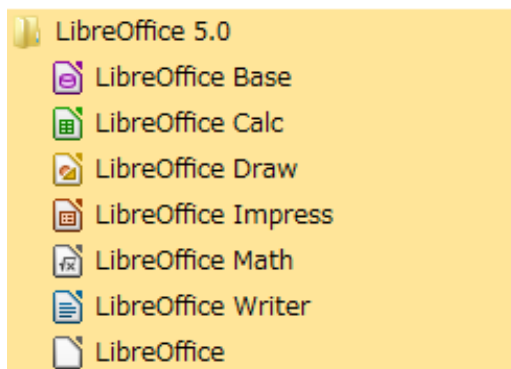 LibreOffice 5.0
LibreOffice Base
LibreOffice Calc
LibreOffice Draw
LibreOffice Impress
LibreOffice Math
LibreOffice Writer
LibreOffice